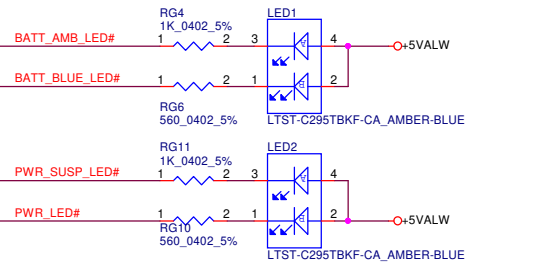 RG4
1K_0402_5%
LED1
BATT_AMB_LED# 1 2 3 4 +5VALW
BATT_BLUE_LED# 1 2 1 2
RG6
560_0402_5%
LTST-C295TBKF-CA_AMBER-BLUE
RG11
1K_0402_5%
LED2
PWR_SUSP_LED# 1 2 3 4
PWR_LED# 1 2 1 2 +5VALW
RG10
560_0402_5%
LTST-C295TBKF-CA_AMBER-BLUE